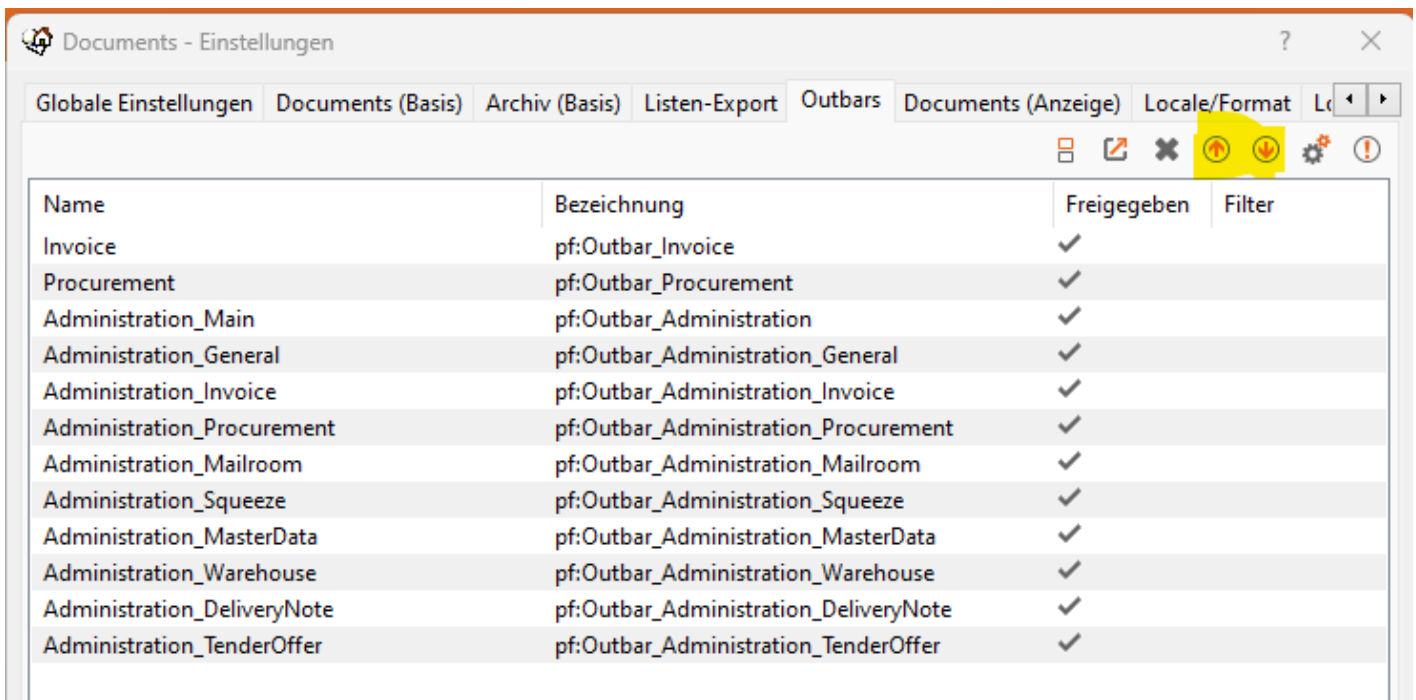 Documents - Einstellungen ?
Globale Einstellungen Documents (Basis) Archiv (Basis) Listen-Export Outbars Documents (Anzeige) Locale/Format
Name Bezeichnung Freigegeben Filter
Invoice pf:Outbar_Invoice
Procurement pf:Outbar_Procurement
Administration_Main pf:Outbar_Administration
Administration_General pf:Outbar_Administration_General
Administration_Invoice pf:Outbar_Administration_Invoice
Administration_Procurement pf:Outbar_Administration_Procurement
Administration_Mailroom pf:Outbar_Administration_Mailroom
Administration_Squeeze pf:Outbar_Administration_Squeeze
Administration_MasterData pf:Outbar_Administration_MasterData
Administration_Warehouse pf:Outbar_Administration_Warehouse
Administration_DeliveryNote pf:Outbar_Administration_DeliveryNote
Administration_TenderOffer pf:Outbar_Administration_TenderOffer